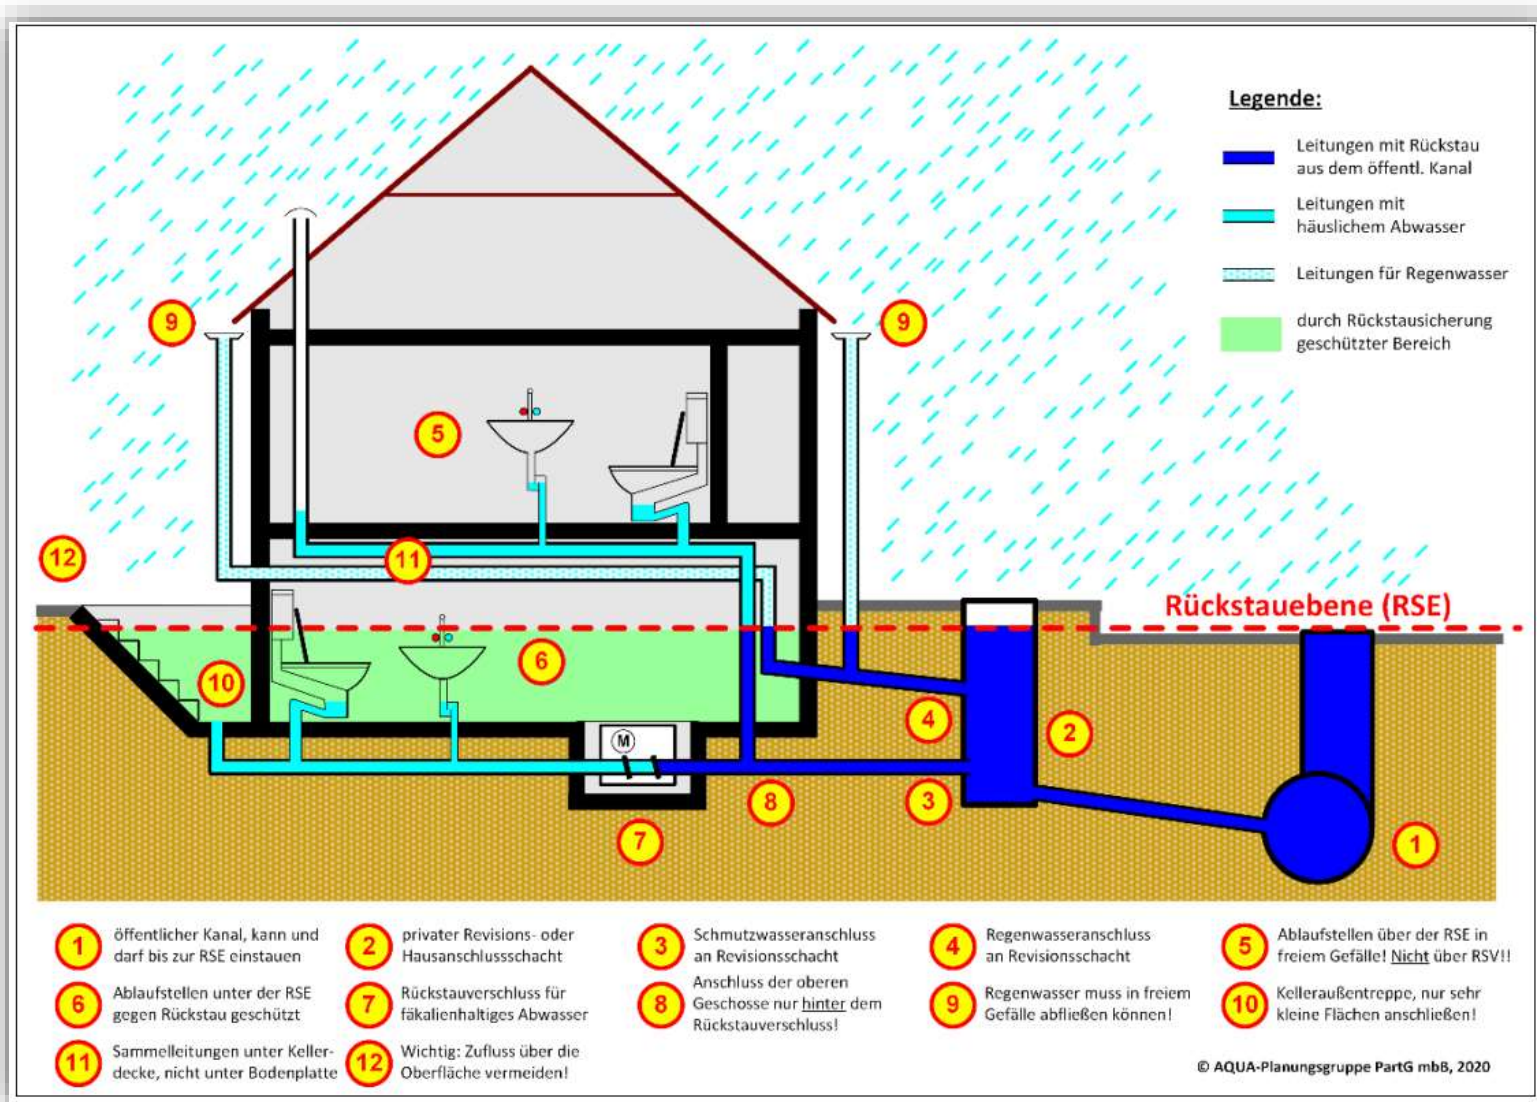 Legende:
Leitungen mit Rückstau
aus dem öffentl. Kanal
Leitungen mit
häuslichem Abwasser
Leitungen für Regenwasser
durch Rückstausicherung
geschützter Bereich
9
9
5
12
11
Rückstauebene (RSE)
6
10
4
2
M
8
3
7
1
1
öffentlicher Kanal, kann und
darf bis zur RSE einstauen
2
privater Revisions- oder
Hausanschlussschacht
3
Schmutzwasseranschluss
an Revisionsschacht
4
Regenwasseranschluss
an Revisionsschacht
5
Ablaufstellen über der RSE in
freiem Gefälle! Nicht über RSV!!
6
Ablaufstellen unter der RSE
gegen Rückstau geschützt
7
Rückstauverschluss für
fäkalienhaltiges Abwasser
8
Anschluss der oberen
Geschosse nur hinter dem
Rückstauverschluss!
9
Regenwasser muss in freiem
Gefälle abfließen können!
10
Kelleraußentreppe, nur sehr
kleine Flächen anschließen!
11
Sammelleitungen unter Keller-
decke, nicht unter Bodenplatte
12
Wichtig: Zufluss über die
Oberfläche vermeiden!
© AQUA-Planungsgruppe PartG mbB, 2020